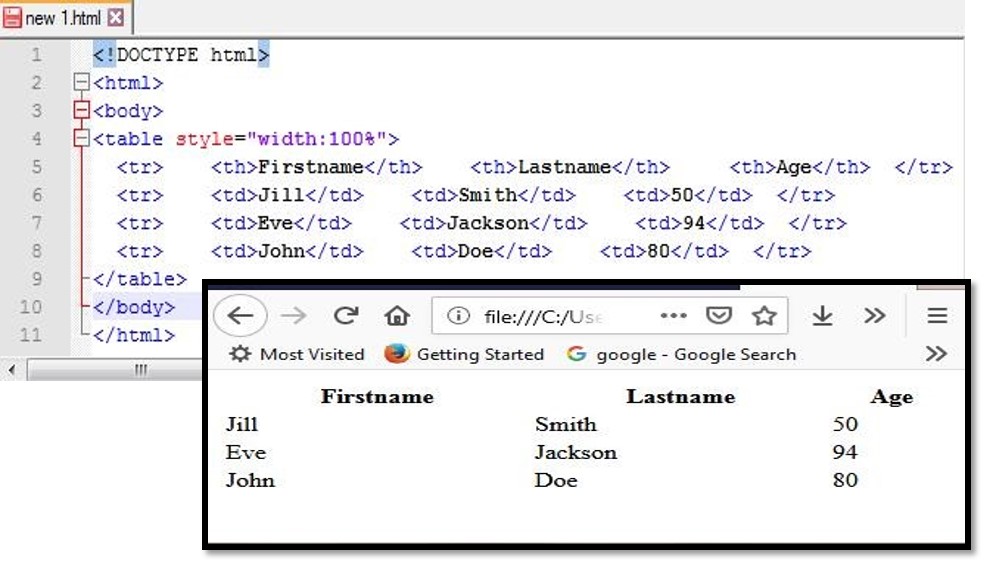 new 1.html
1 <!DOCTYPE html>
2 <html>
3 <body>
4 <table style="width:100%">
5 <tr> <th>Firstname</th> <th>Lastname</th> <th>Age</th> </tr>
6 <tr> <td>Jill</td> <td>Smith</td> <td>50</td> </tr>
7 <tr> <td>Eve</td> <td>Jackson</td> <td>94</td> </tr>
8 <tr> <td>John</td> <td>Doe</td> <td>80</td> </tr>
9 </table>
10 </body>
11 </html>
file:///C:/Use
Most Visited Getting Started google - Google Search
Firstname Lastname Age
Jill Smith 50
Eve Jackson 94
John Doe 80